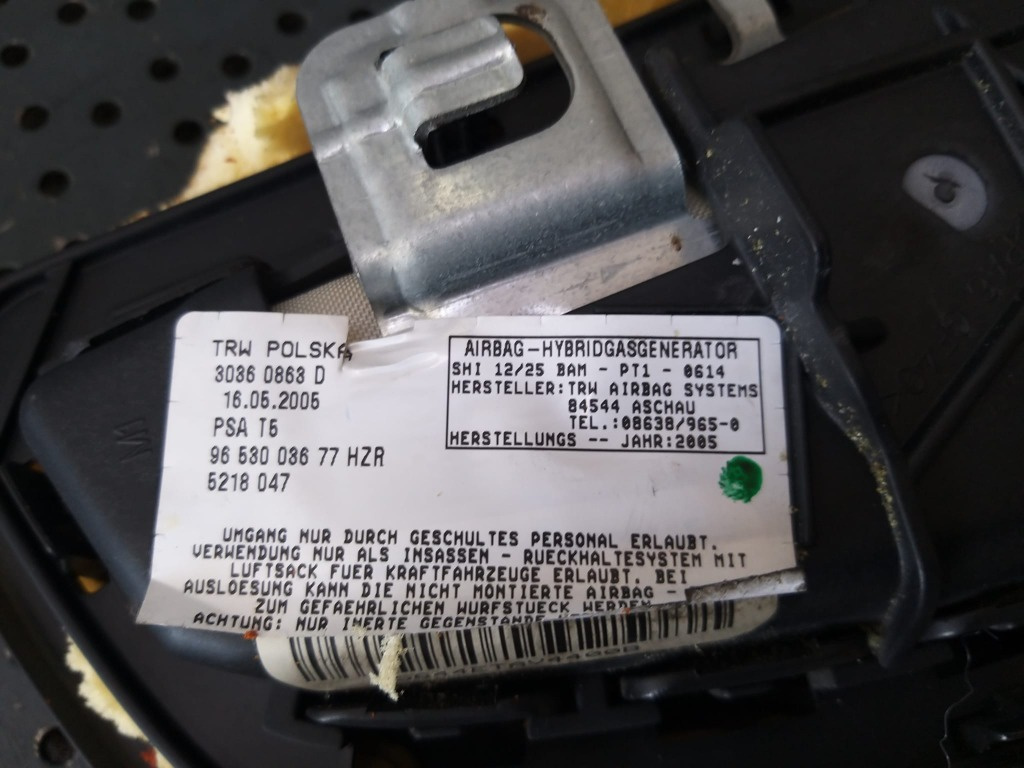 TRW POLSKA
3036 0863 D
16.05.2005
PSA T5
96 530 036 77 HZR
5218 047
AIRBAG-HYBRIDGASGENERATOR
SHI 12/25 BAM - PT1 - 0614
HERSTELLER:TRW AIRBAG SYSTEMS
84544 ASCHAU
TEL.:08638/965-0
HERSTELLUNGS -- JAHR:2005
UMGANG NUR DURCH GESCHULTES PERSONAL ERLAUBT.
VERWENDUNG NUR ALS INSASSEN - RUECKHALTESYSTEM MIT
LUFTSACK FUER KRAFTFAHRZEUGE ERLAUBT. BEI
AUSLOESUNG KANN DIE NICHT MONTIERTE AIRBAG -
ZUM GEFAEHRLICHEN WURFSTUECK WERDEN
ACHTUNG: NUR INERTE GEGENSTAENDE